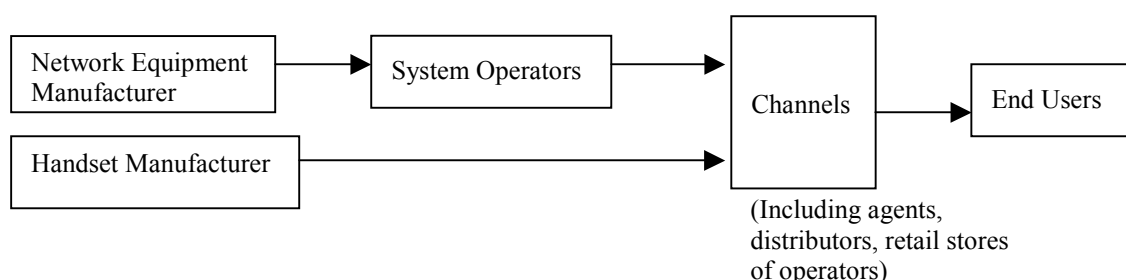 Network Equipment
Manufacturer
System Operators
Channels
End Users
Handset Manufacturer
(Including agents,
distributors, retail stores
of operators)